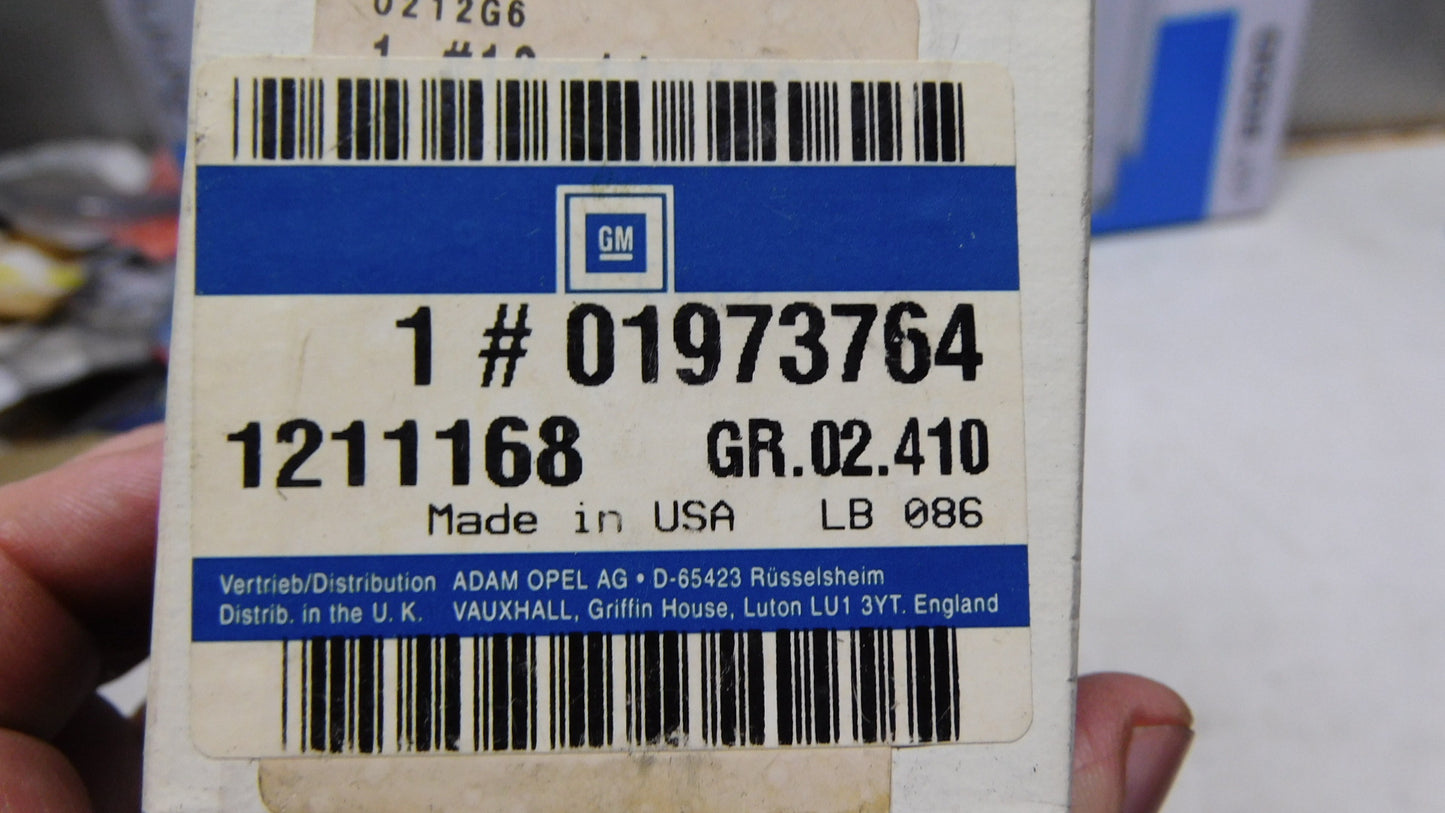 0212G6
GM
1 # 01973764
1211168 GR.02.410
Made in USA LB 086
Vertrieb/Distribution ADAM OPEL AG • D-65423 Rüsselsheim
Distrib. in the U. K. VAUXHALL, Griffin House, Luton LU1 3YT. England